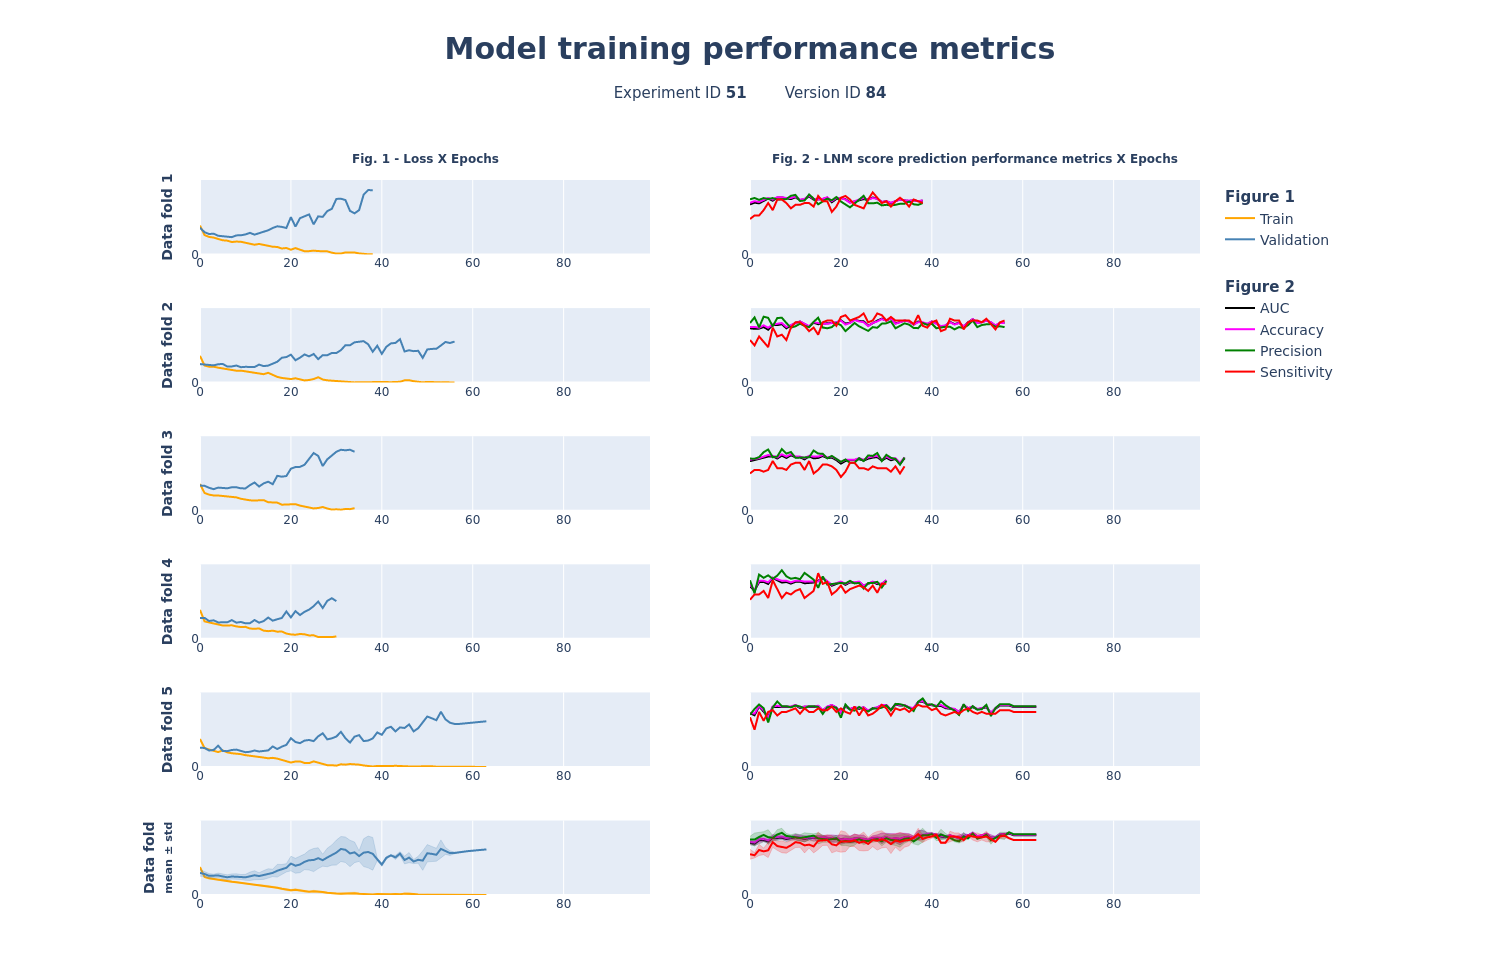 Model training performance metrics
Experiment ID 51 Version ID 84
Fig. 1 - Loss X Epochs
Fig. 2 - LNM score prediction performance metrics X Epochs
Data fold 1
0
0 20 40 60 80
0
0 20 40 60 80
Figure 1
Train
Validation
Figure 2
AUC
Accuracy
Precision
Sensitivity
Data fold 2
0
0 20 40 60 80
0
0 20 40 60 80
Data fold 3
0
0 20 40 60 80
0
0 20 40 60 80
Data fold 4
0
0 20 40 60 80
0
0 20 40 60 80
Data fold 5
0
0 20 40 60 80
0
0 20 40 60 80
Data fold
mean ± std
0
0 20 40 60 80
0
0 20 40 60 80